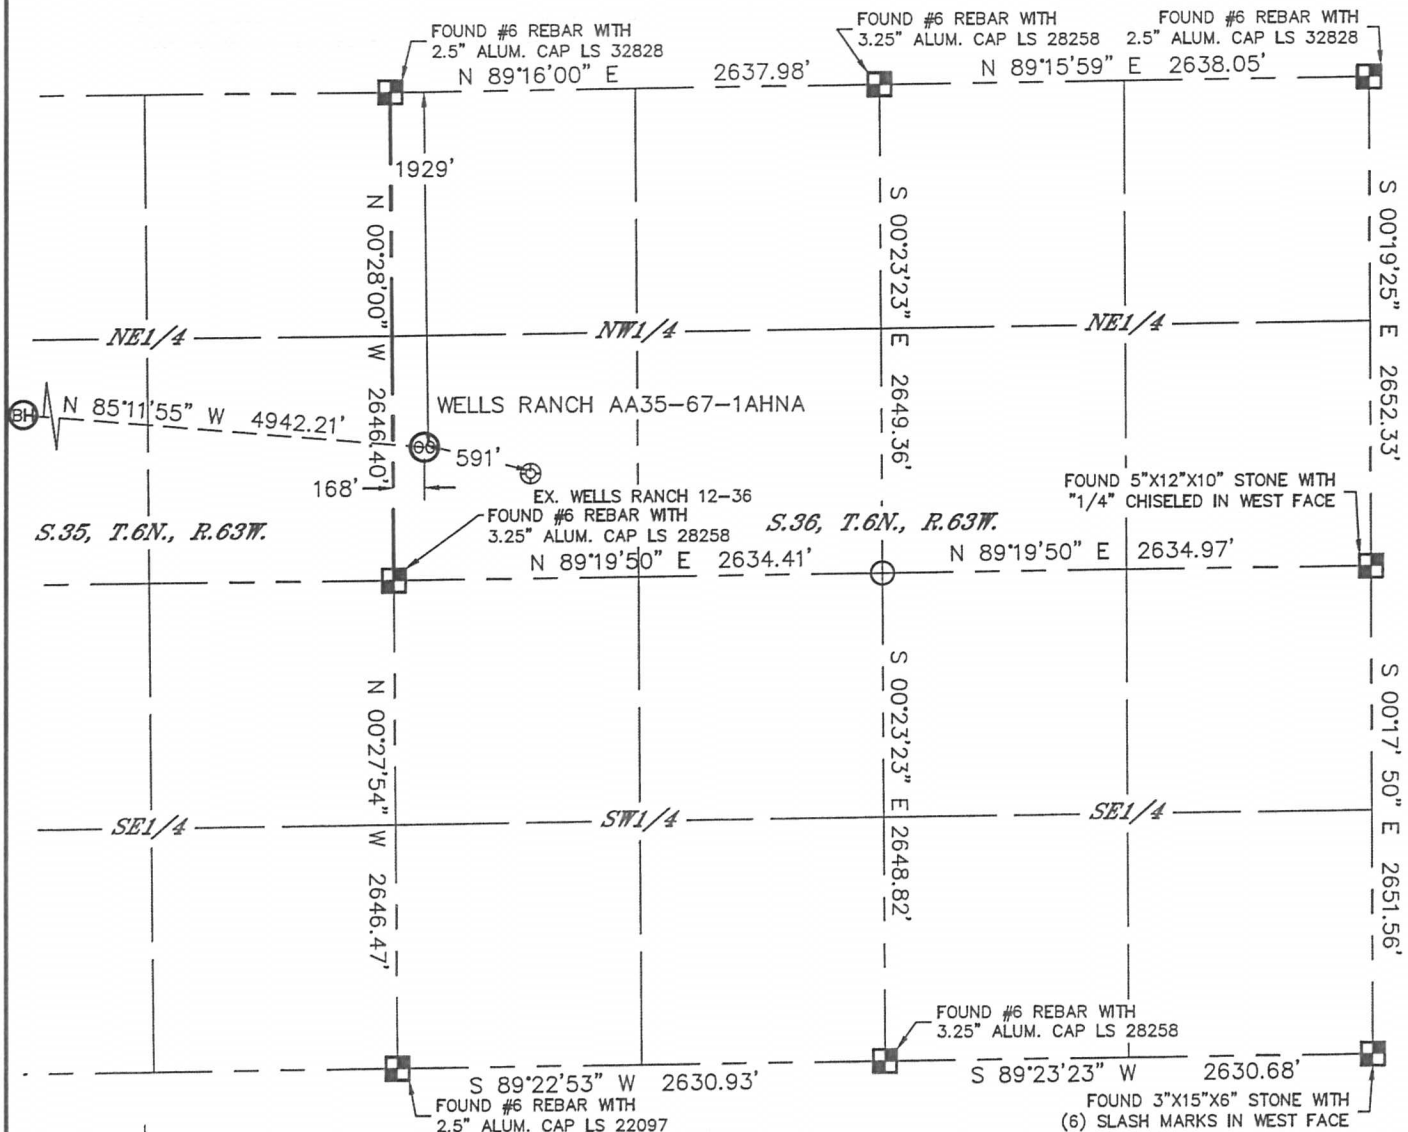 FOUND #6 REBAR WITH
2.5" ALUM. CAP LS 32828
FOUND #6 REBAR WITH
3.25" ALUM. CAP LS 28258
FOUND #6 REBAR WITH
2.5" ALUM. CAP LS 32828
N 89°16'00" E 2637.98'
N 89°15'59" E 2638.05'
1929'
N 00°28'00" W 2646.40'
S 00°23'23" E 2649.36'
S 00°19'25" E 2652.33'
NE1/4
NW1/4
NE1/4
BH
N 85°11'55" W 4942.21'
WELLS RANCH AA35-67-1AHNA
591'
168'
EX. WELLS RANCH 12-36
FOUND #6 REBAR WITH
3.25" ALUM. CAP LS 28258
FOUND 5"X12"X10" STONE WITH
"1/4" CHISELED IN WEST FACE
S.35, T.6N., R.63W.
S.36, T.6N., R.63W.
N 89°19'50" E 2634.41'
N 89°19'50" E 2634.97'
N 00°27'54" W 2646.47'
S 00°23'23" E 2648.82'
S 00°17' 50" E 2651.56'
SE1/4
SW1/4
SE1/4
FOUND #6 REBAR WITH
3.25" ALUM. CAP LS 28258
S 89°22'53" W 2630.93'
S 89°23'23" W 2630.68'
FOUND #6 REBAR WITH
2.5" ALUM. CAP LS 22097
FOUND 3"X15"X6" STONE WITH
(6) SLASH MARKS IN WEST FACE